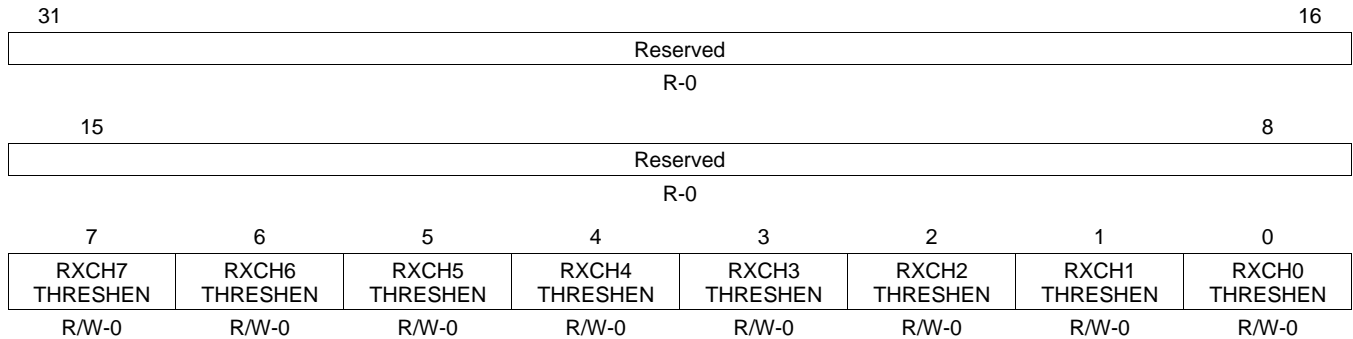 31 16
Reserved
R-0
15 8
Reserved
R-0
7 6 5 4 3 2 1 0
RXCH7 RXCH6 RXCH5 RXCH4 RXCH3 RXCH2 RXCH1 RXCH0
THRESHEN THRESHEN THRESHEN THRESHEN THRESHEN THRESHEN THRESHEN THRESHEN
R/W-0 R/W-0 R/W-0 R/W-0 R/W-0 R/W-0 R/W-0 R/W-0